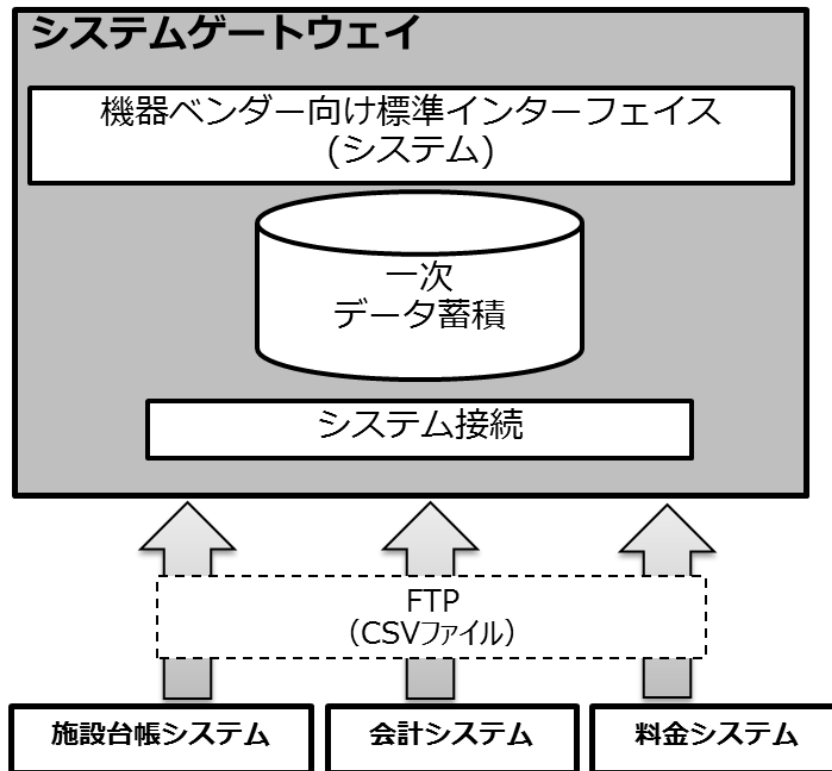 システムゲートウェイ
機器ベンダー向け標準インターフェイス
(システム)
一次
データ蓄積
システム接続
FTP
（CSVファイル）
施設台帳システム
会計システム
料金システム